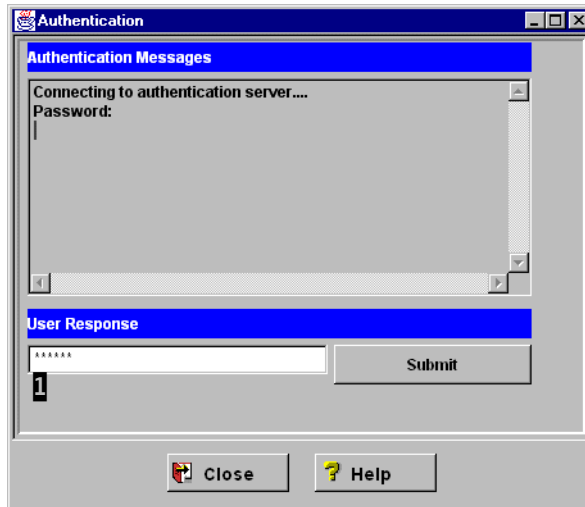 Authentication
Authentication Messages
Connecting to authentication server....
Password:
User Response
******
Submit
1
Close
Help